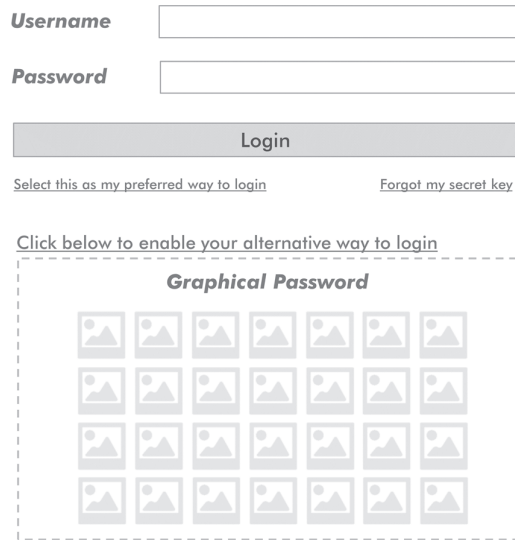 Username
Password
Login
Select this as my preferred way to login
Forgot my secret key
Click below to enable your alternative way to login
Graphical Password